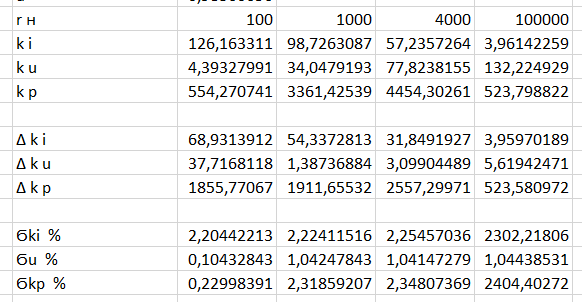 r н 100 1000 4000 100000
k i 126,163311 98,7263087 57,2357264 3,96142259
k u 4,39327991 34,0479193 77,8238155 132,224929
k p 554,270741 3361,42539 4454,30261 523,798822
Δ k i 68,9313912 54,3372813 31,8491927 3,95970189
Δ k u 37,7168118 1,38736884 3,09904489 5,61942471
Δ k p 1855,77067 1911,65532 2557,29971 523,580972
Ϭki % 2,20442213 2,22411516 2,25457036 2302,21806
Ϭu % 0,10432843 1,04247843 1,04147279 1,04438531
Ϭkp % 0,22998391 2,31859207 2,34807369 2404,40272